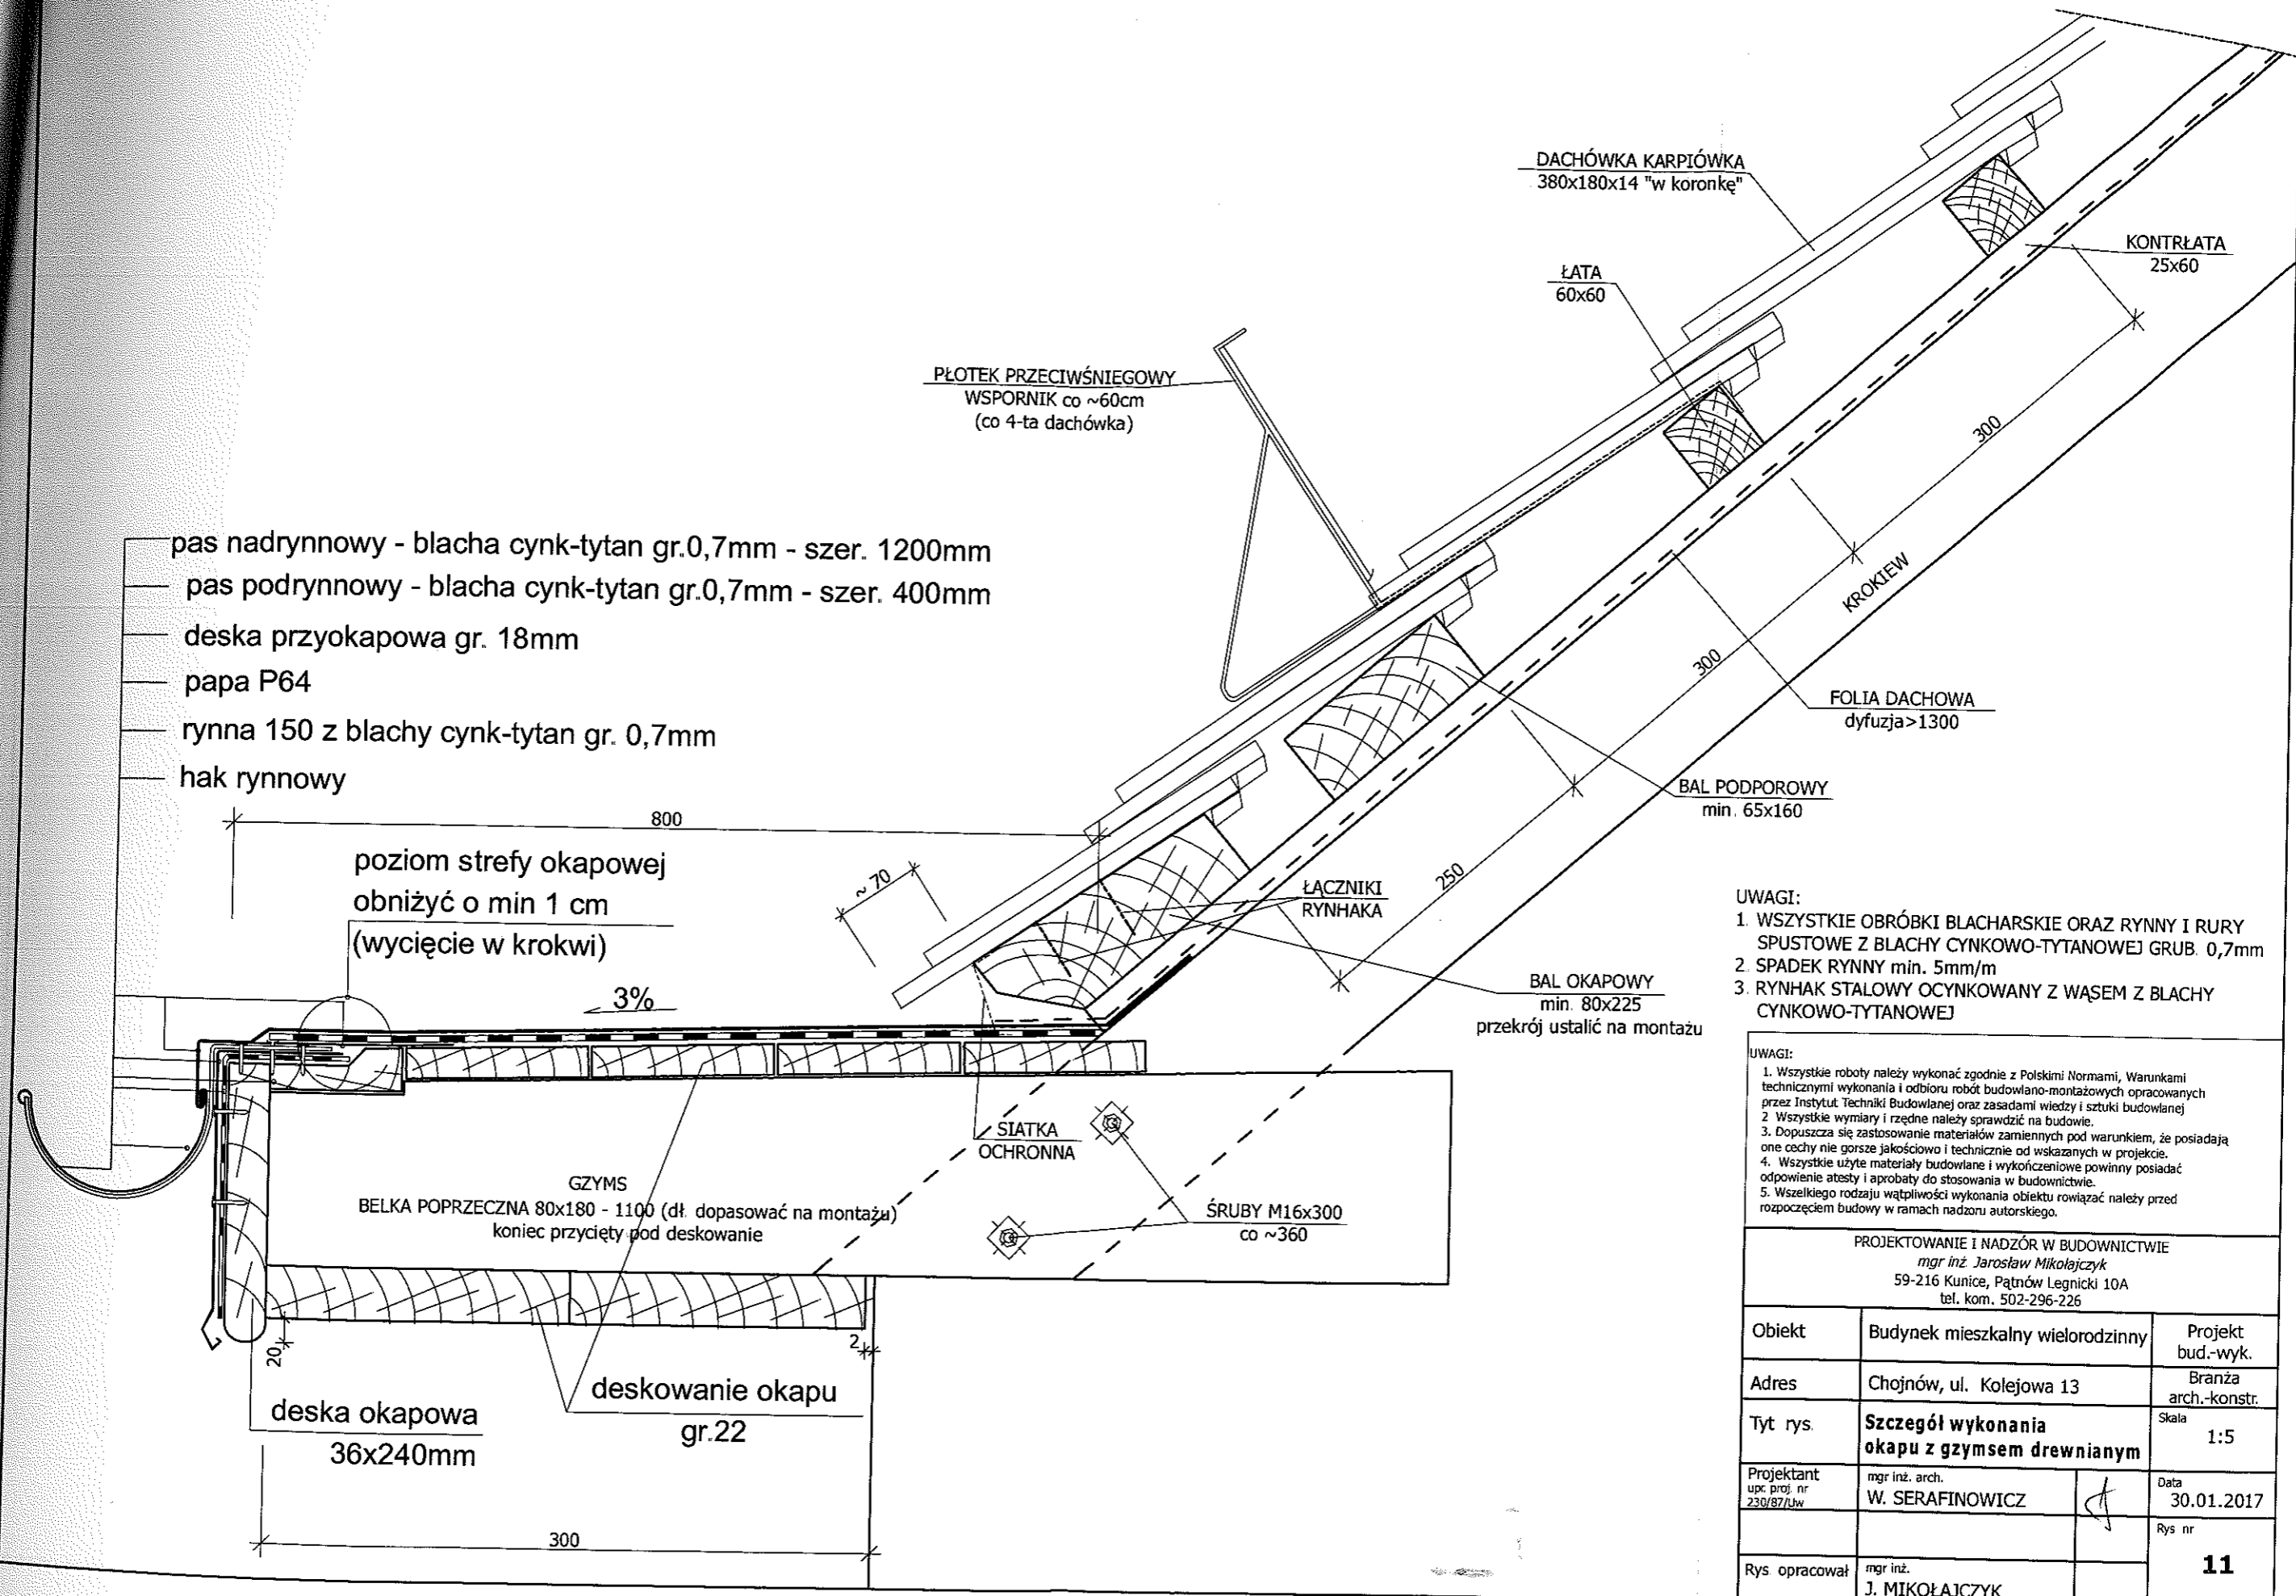 DACHÓWKA KARPIÓWKA
380x180x14 "w koronkę"
KONTRŁATA
25x60
ŁATA
60x60
PŁOTEK PRZECIWŚNIEGOWY
WSPORNIK co ~60cm
(co 4-ta dachówka)
300
pas nadrynnowy - blacha cynk-tytan gr.0,7mm - szer. 1200mm
pas podrynnowy - blacha cynk-tytan gr.0,7mm - szer. 400mm
deska przyokapowa gr. 18mm
papa P64
rynna 150 z blachy cynk-tytan gr. 0,7mm
hak rynnowy
KROKIEW
300
FOLIA DACHOWA
dyfuzja>1300
BAL PODPOROWY
min. 65x160
800
poziom strefy okapowej
obniżyć o min 1 cm
(wycięcie w krokwi)
~ 70
250
ŁĄCZNIKI
RYNHAKA
3%
BAL OKAPOWY
min. 80x225
przekrój ustalić na montażu
SIATKA
OCHRONNA
GZYMS
BELKA POPRZECZNA 80x180 - 1100 (dł. dopasować na montażu)
koniec przycięty pod deskowanie
ŚRUBY M16x300
co ~360
20
2
deska okapowa
36x240mm
deskowanie okapu
gr.22
300
UWAGI:
1. WSZYSTKIE OBRÓBKI BLACHARSKIE ORAZ RYNNY I RURY
SPUSTOWE Z BLACHY CYNKOWO-TYTANOWEJ GRUB. 0,7mm
2. SPADEK RYNNY min. 5mm/m
3. RYNHAK STALOWY OCYNKOWANY Z WĄSEM Z BLACHY
CYNKOWO-TYTANOWEJ
UWAGI:
1. Wszystkie roboty należy wykonać zgodnie z Polskimi Normami, Warunkami
technicznymi wykonania i odbioru robót budowlano-montażowych opracowanych
przez Instytut Techniki Budowlanej oraz zasadami wiedzy i sztuki budowlanej
2 Wszystkie wymiary i rzędne należy sprawdzić na budowie.
3. Dopuszcza się zastosowanie materiałów zamiennych pod warunkiem, że posiadają
one cechy nie gorsze jakościowo i technicznie od wskazanych w projekcie.
4. Wszystkie użyte materiały budowlane i wykończeniowe powinny posiadać
odpowienie atesty i aprobaty do stosowania w budownictwie.
5. Wszelkiego rodzaju wątpliwości wykonania obiektu rowiązać należy przed
rozpoczęciem budowy w ramach nadzoru autorskiego.
PROJEKTOWANIE I NADZÓR W BUDOWNICTWIE
mgr inż. Jarosław Mikołajczyk
59-216 Kunice, Pątnów Legnicki 10A
tel. kom. 502-296-226
Obiekt
Budynek mieszkalny wielorodzinny
Projekt
bud.-wyk.
Adres
Chojnów, ul. Kolejowa 13
Branża
arch.-konstr.
Tyt rys.
Szczegół wykonania
okapu z gzymsem drewnianym
Skala
1:5
Projektant
upr. proj. nr
230/87/Uw
mgr inż. arch.
W. SERAFINOWICZ
Data
30.01.2017
Rys nr
11
Rys. opracował
mgr inż.
J. MIKOŁAJCZYK